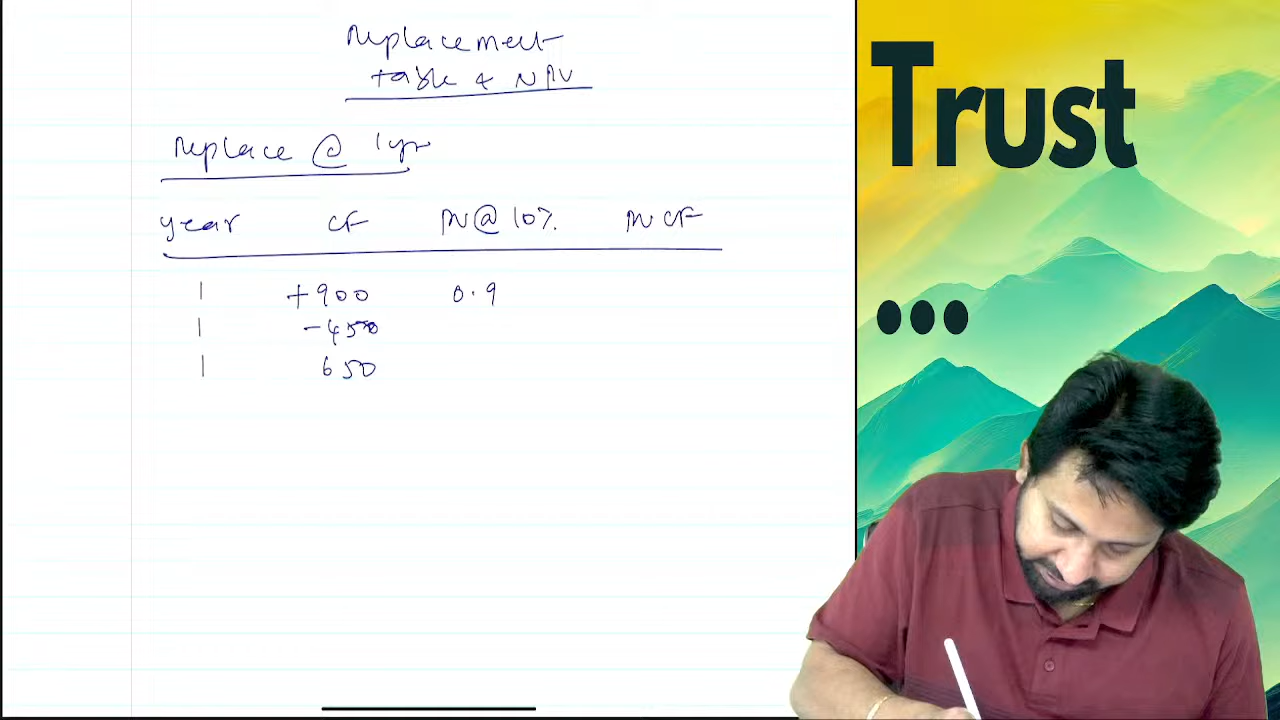 Replacement
table & NPV
Replace @ 1yr
year CF PV@10% PV CF
1 +900 0.9
1 -450
1 650
Trust
...